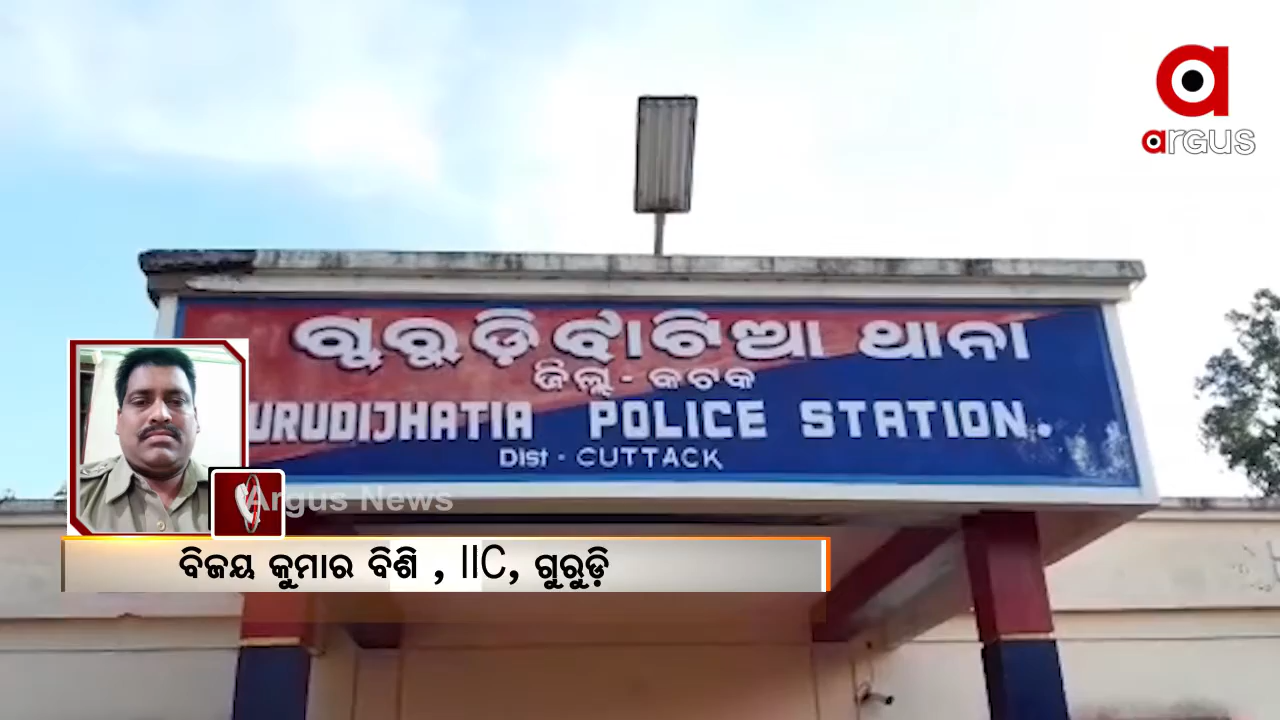 argus
ଗୁରୁଡ଼ିଝାଟିଆ ଥାନା
ଜିଲ୍ଲା - କଟକ
URUDIJHATIA POLICE STATION.
Dist - CUTTACK
Argus News
ବିଜୟ କୁମାର ବିଶି , IIC, ଗୁରୁଡ଼ି